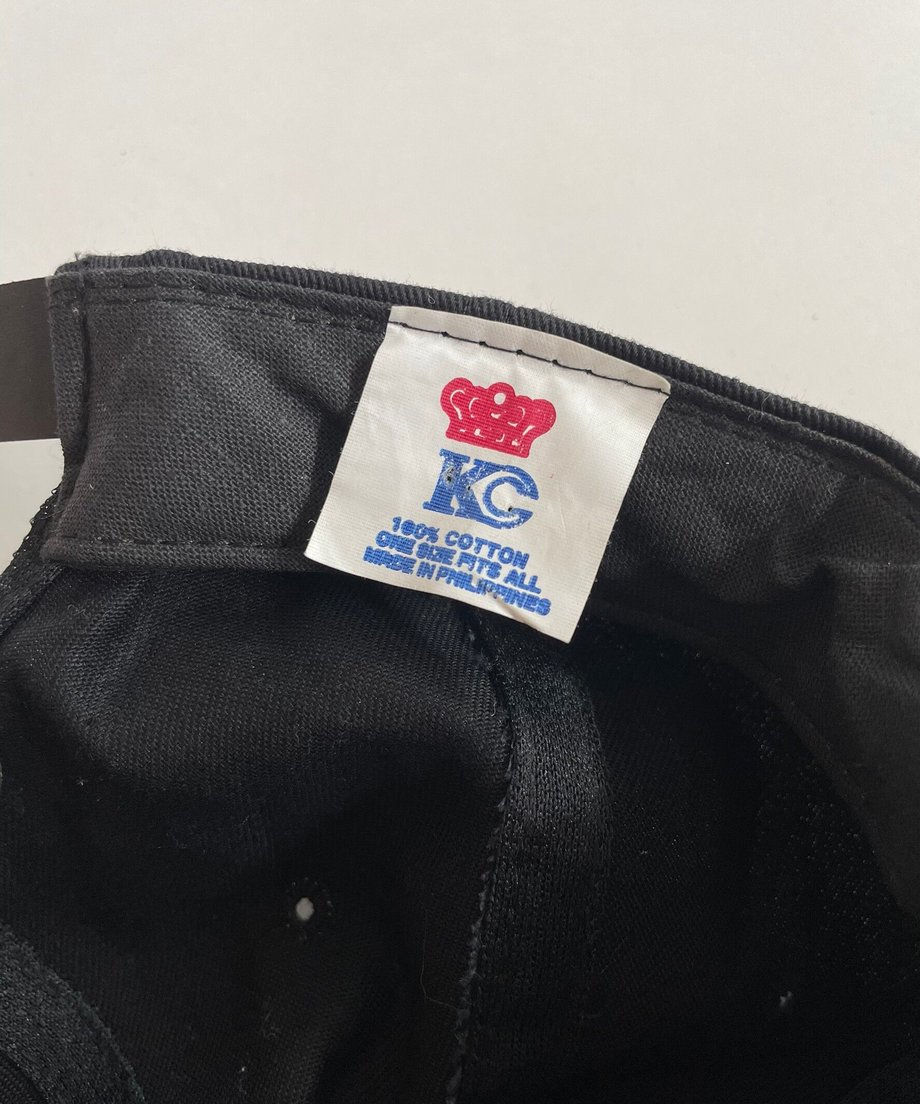 KC
100% COTTON
ONE SIZE FITS ALL
MADE IN PHILIPPINES